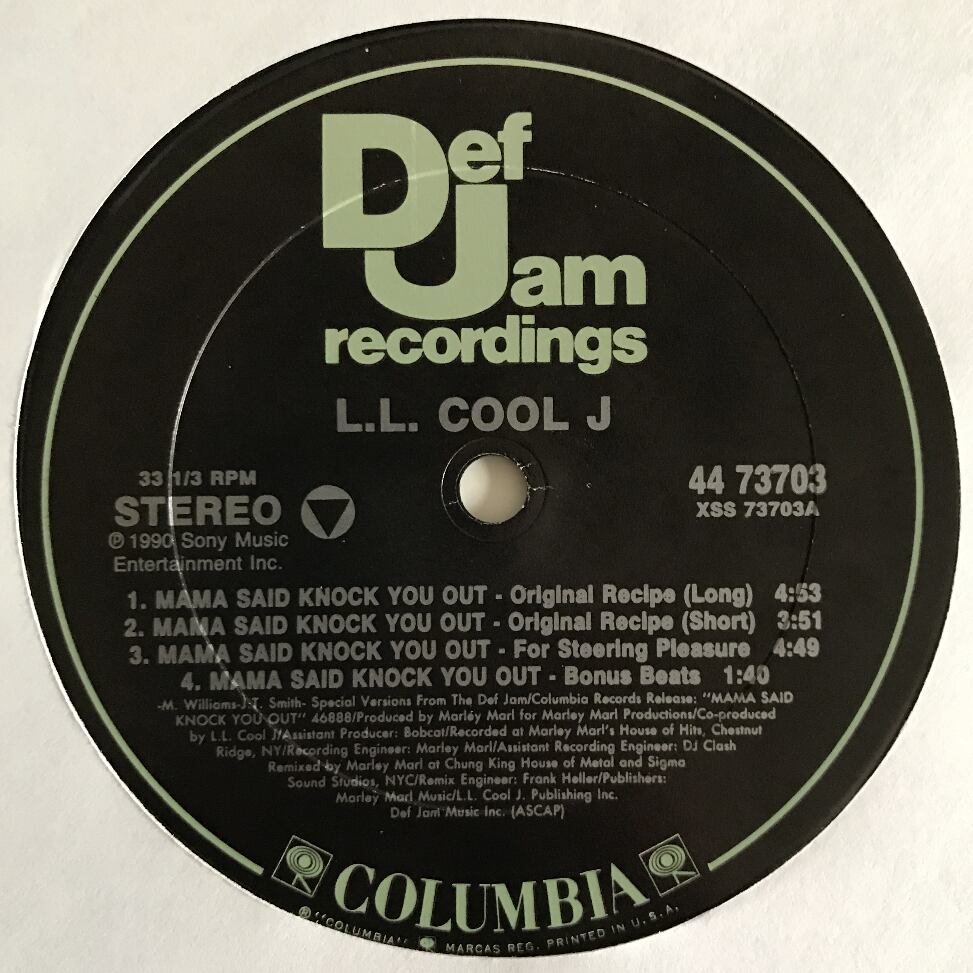 Def
Jam
recordings
L.L. COOL J
33 1/3 RPM
STEREO
℗ 1990 Sony Music
Entertainment Inc.
44 73703
XSS 73703A
1. MAMA SAID KNOCK YOU OUT - Original Recipe (Long) 4:53
2. MAMA SAID KNOCK YOU OUT - Original Recipe (Short) 3:51
3. MAMA SAID KNOCK YOU OUT - For Steering Pleasure 4:49
4. MAMA SAID KNOCK YOU OUT - Bonus Beats 1:40
-M. Williams-J.T. Smith- Special Versions From The Def Jam/Columbia Records Release: "MAMA SAID
KNOCK YOU OUT" 46888/Produced by Marley Marl for Marley Marl Productions/Co-produced
by L.L. Cool J/Assistant Producer: Bobcat/Recorded at Marley Marl's House of Hits, Chestnut
Ridge, NY/Recording Engineer: Marley Marl/Assistant Recording Engineer: DJ Clash
Remixed by Marley Marl at Chung King House of Metal and Sigma
Sound Studios, NYC/Remix Engineer: Frank Heller/Publishers:
Marley Marl Music/L.L. Cool J. Publishing Inc.
Def Jam Music Inc. (ASCAP)
COLUMBIA
® "COLUMBIA" MARCAS REG. PRINTED IN U.S.A.